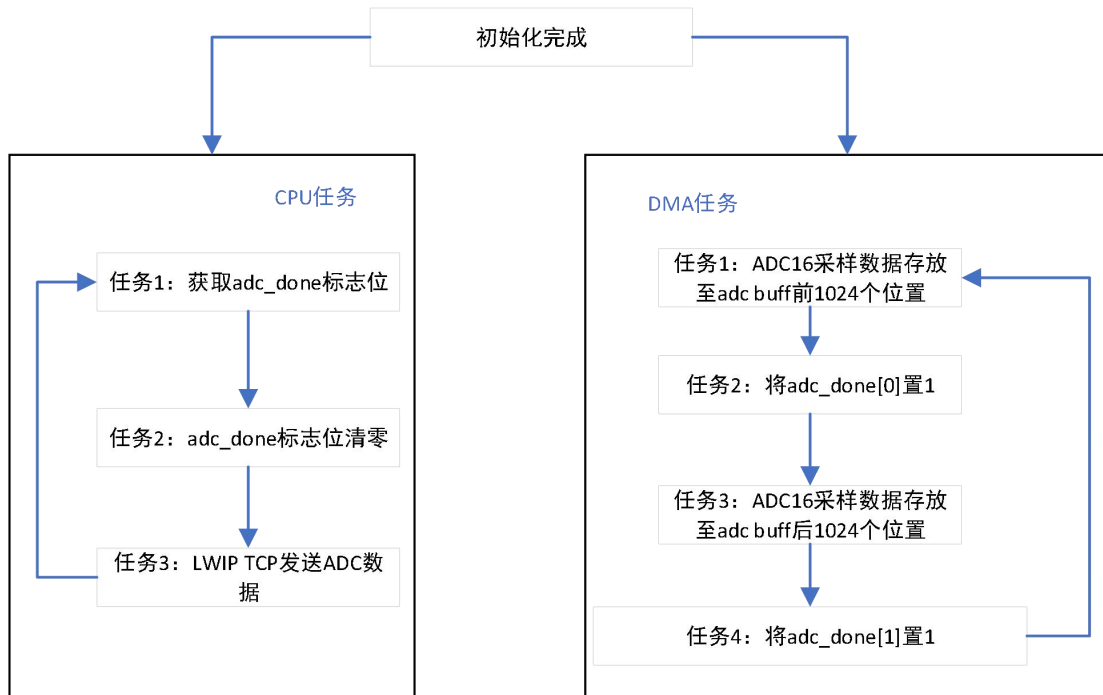 初始化完成
CPU任务
任务1：获取adc_done标志位
任务2：adc_done标志位清零
任务3：LWIP TCP发送ADC数
据
DMA任务
任务1：ADC16采样数据存放
至adc buff前1024个位置
任务2：将adc_done[0]置1
任务3：ADC16采样数据存放
至adc buff后1024个位置
任务4：将adc_done[1]置1